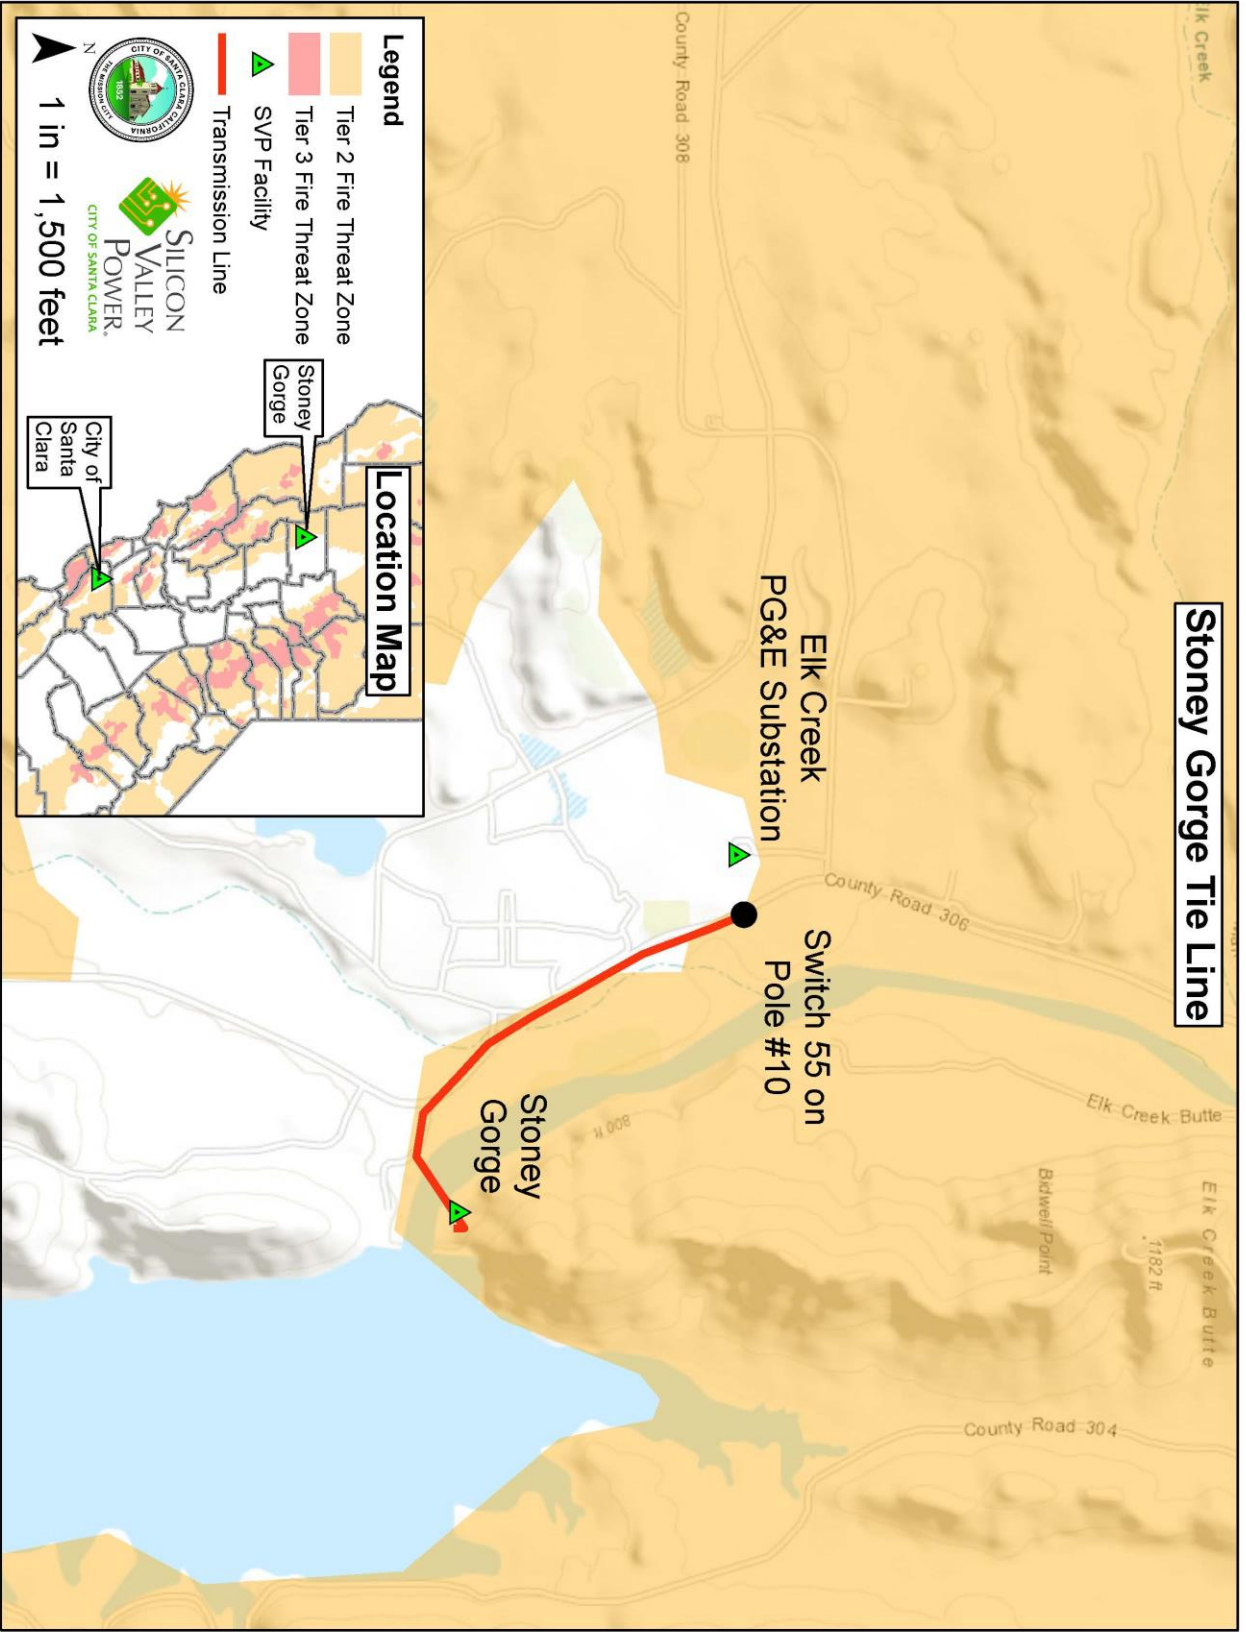 Stoney Gorge Tie Line
Elk Creek
County Road 308
Elk Creek
PG&E Substation
County Road 306
Switch 55 on
Pole #10
Elk Creek Butte
Elk Creek Butte
1182 ft
Bidwell Point
800 ft
Stoney
Gorge
County Road 304
Legend
Tier 2 Fire Threat Zone
Tier 3 Fire Threat Zone
SVP Facility
Transmission Line
CITY OF SANTA CLARA CALIFORNIA
THE MISSION CITY
1852
SILICON
VALLEY
POWER.
CITY OF SANTA CLARA
N
1 in = 1,500 feet
Location Map
Stoney
Gorge
City of
Santa
Clara